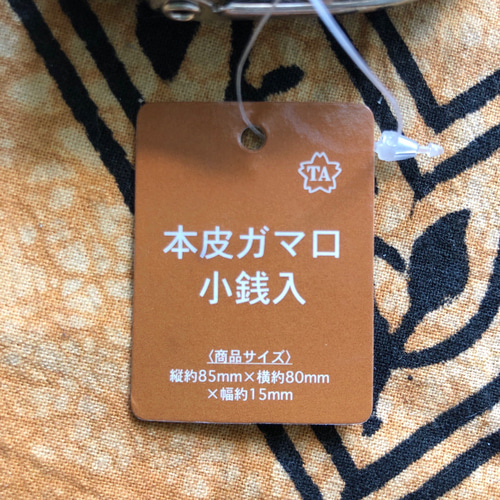 TA
本皮ガマ口
小銭入
〈商品サイズ〉
縦約85mm×横約80mm
×幅約15mm